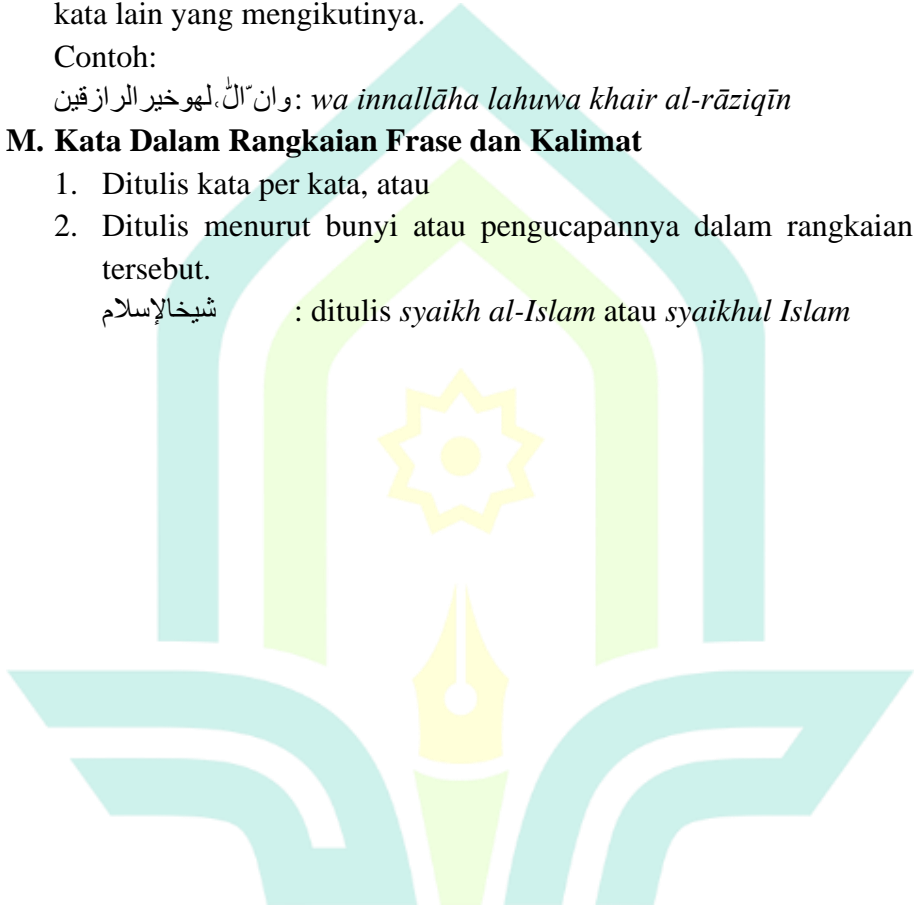 kata lain yang mengikutinya.
Contoh:
وان ّاللّٰ،لهوخيرالرازقين: wa innallāha lahuwa khair al-rāziqīn
M. Kata Dalam Rangkaian Frase dan Kalimat
1. Ditulis kata per kata, atau
2. Ditulis menurut bunyi atau pengucapannya dalam rangkaian
tersebut.
شيخالإسلام : ditulis syaikh al-Islam atau syaikhul Islam